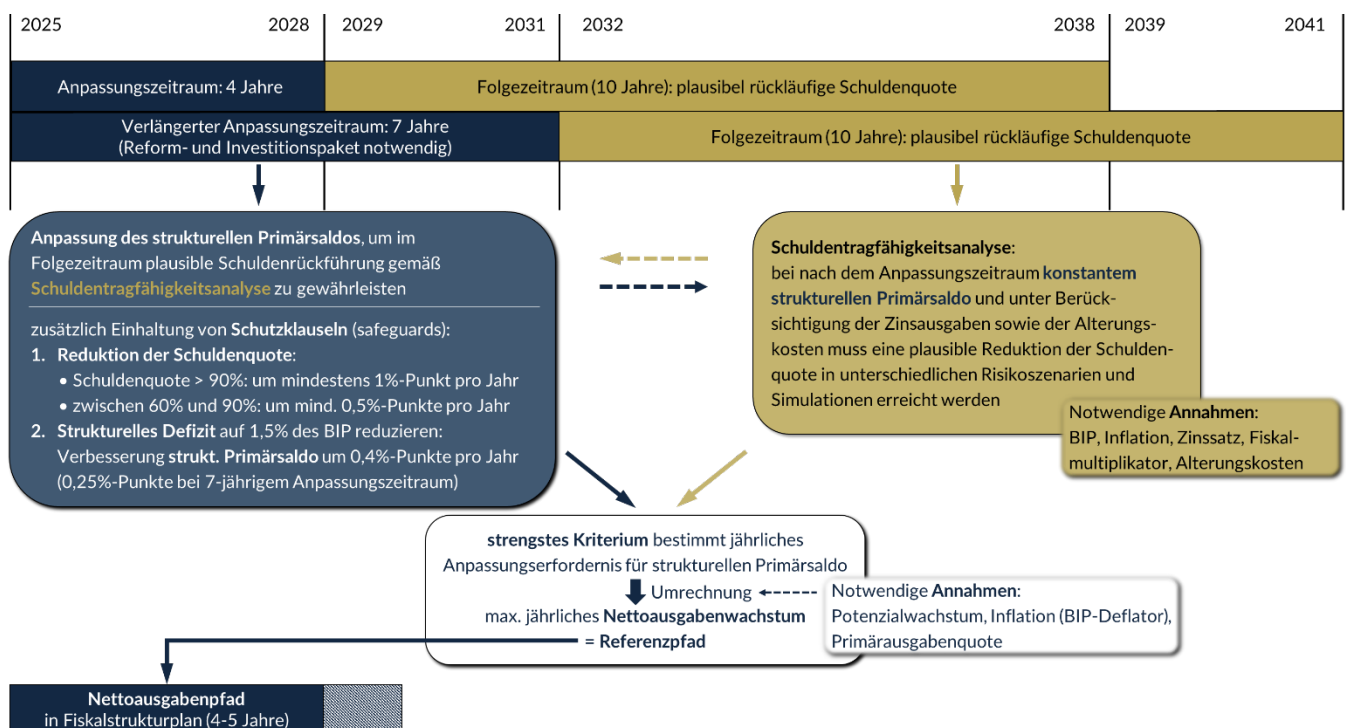 2025 2028 2029 2031 2032 2038 2039 2041
Anpassungszeitraum: 4 Jahre
Folgezeitraum (10 Jahre): plausibel rückläufige Schuldenquote
Verlängerter Anpassungszeitraum: 7 Jahre
(Reform- und Investitionspaket notwendig)
Folgezeitraum (10 Jahre): plausibel rückläufige Schuldenquote
Anpassung des strukturellen Primärsaldos, um im
Folgezeitraum plausible Schuldenrückführung gemäß
Schuldentragfähigkeitsanalyse zu gewährleisten
zusätzlich Einhaltung von Schutzklauseln (safeguards):
1. Reduktion der Schuldenquote:
• Schuldenquote > 90%: um mindestens 1%-Punkt pro Jahr
• zwischen 60% und 90%: um mind. 0,5%-Punkte pro Jahr
2. Strukturelles Defizit auf 1,5% des BIP reduzieren:
Verbesserung strukt. Primärsaldo um 0,4%-Punkte pro Jahr
(0,25%-Punkte bei 7-jährigem Anpassungszeitraum)
Schuldentragfähigkeitsanalyse:
bei nach dem Anpassungszeitraum konstantem
strukturellen Primärsaldo und unter Berück-
sichtigung der Zinsausgaben sowie der Alterungs-
kosten muss eine plausible Reduktion der Schulden-
quote in unterschiedlichen Risikoszenarien und
Simulationen erreicht werden
Notwendige Annahmen:
BIP, Inflation, Zinssatz, Fiskal-
multiplikator, Alterungskosten
strengstes Kriterium bestimmt jährliches
Anpassungserfordernis für strukturellen Primärsaldo
Umrechnung
max. jährliches Nettoausgabenwachstum
= Referenzpfad
Notwendige Annahmen:
Potenzialwachstum, Inflation (BIP-Deflator),
Primärausgabenquote
Nettoausgabenpfad
in Fiskalstrukturplan (4-5 Jahre)